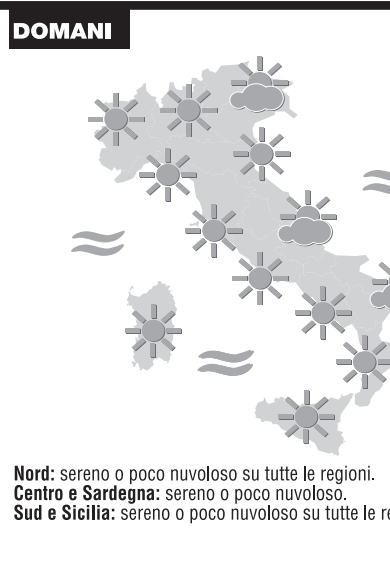 DOMANI
Nord: sereno o poco nuvoloso su tutte le regioni.
Centro e Sardegna: sereno o poco nuvoloso.
Sud e Sicilia: sereno o poco nuvoloso su tutte le